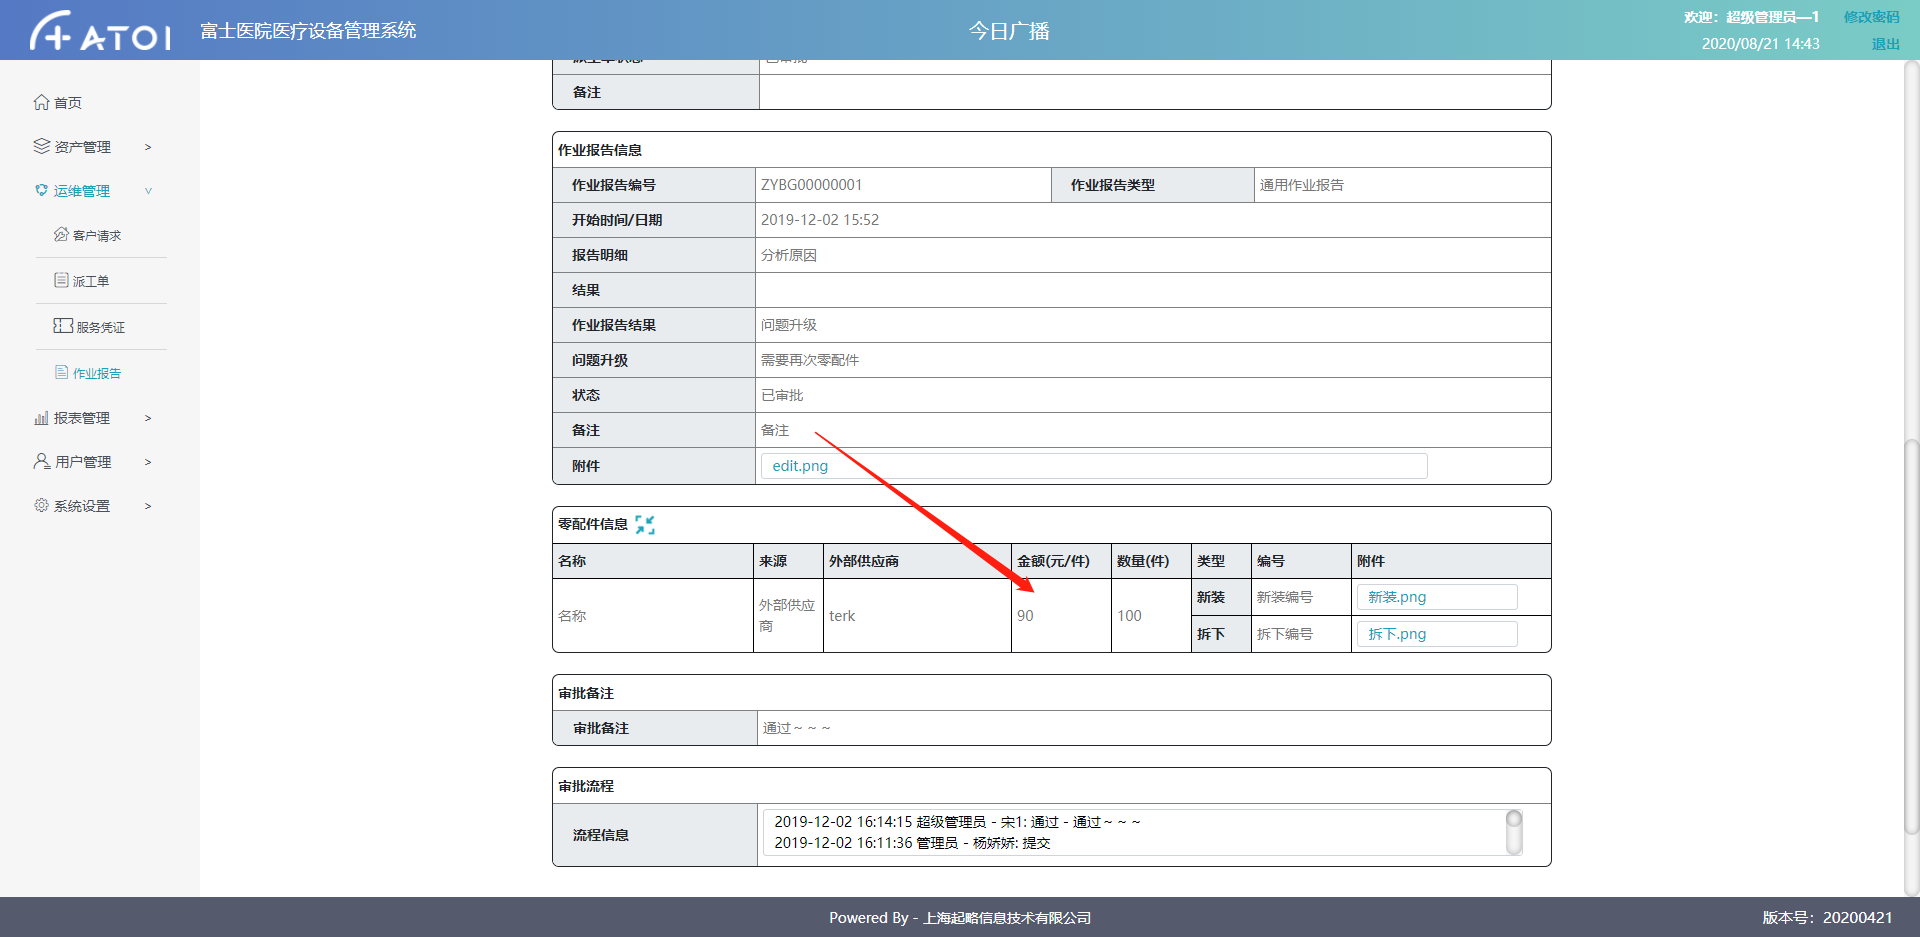 ATOI 富士医院医疗设备管理系统
今日广播
欢迎：超级管理员—1 修改密码
2020/08/21 14:43 退出
首页
资产管理 >
运维管理 v
客户请求
派工单
服务凭证
作业报告
报表管理 >
用户管理 >
系统设置 >
备注
作业报告信息
作业报告编号 ZYBG00000001 作业报告类型 通用作业报告
开始时间/日期 2019-12-02 15:52
报告明细 分析原因
结果
作业报告结果 问题升级
问题升级 需要再次零配件
状态 已审批
备注 备注
附件 edit.png
零配件信息
名称 来源 外部供应商 金额(元/件) 数量(件) 类型 编号 附件
名称 外部供应商 terk 90 100 新装 新装编号 新装.png
拆下 拆下编号 拆下.png
审批备注
审批备注 通过～～～
审批流程
流程信息
2019-12-02 16:14:15 超级管理员 - 宋1: 通过 - 通过～～～
2019-12-02 16:11:36 管理员 - 杨娇娇: 提交
Powered By - 上海起略信息技术有限公司
版本号：20200421